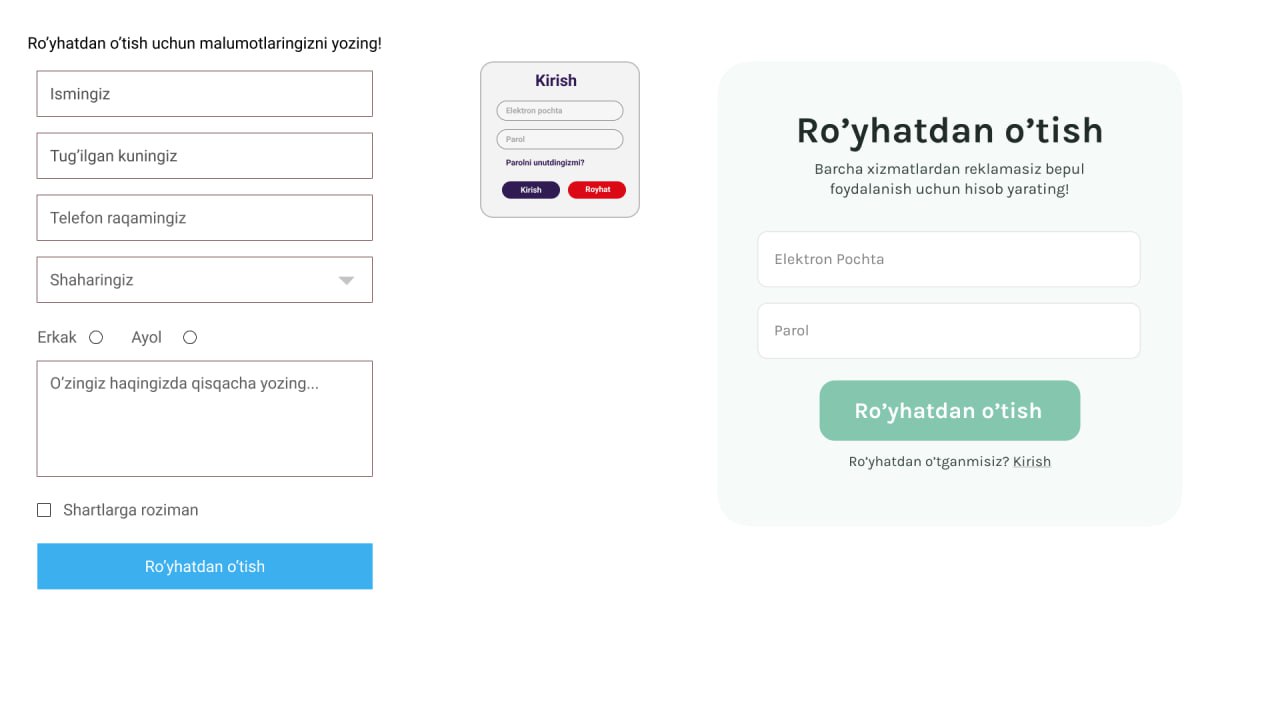 Ro’yhatdan o’tish uchun malumotlaringizni yozing!
Ismingiz
Tug’ilgan kuningiz
Telefon raqamingiz
Shaharingiz
Erkak Ayol
O’zingiz haqingizda qisqacha yozing...
Shartlarga roziman
Ro’yhatdan o’tish
Kirish
Elektron pochta
Parol
Parolni unutdingizmi?
Kirish Royhat
Ro’yhatdan o’tish
Barcha xizmatlardan reklamasiz bepul
foydalanish uchun hisob yarating!
Elektron Pochta
Parol
Ro’yhatdan o’tish
Ro’yhatdan o’tganmisiz? Kirish